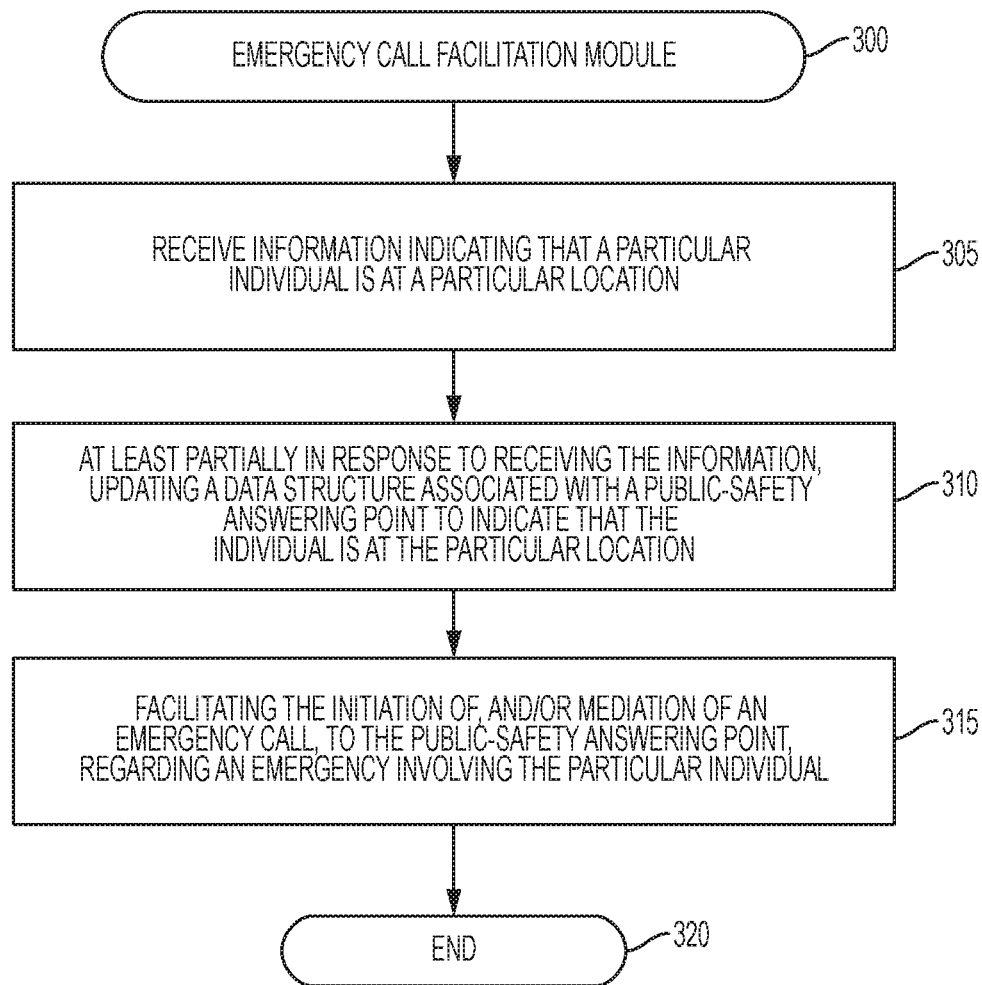 EMERGENCY CALL FACILITATION MODULE
300
RECEIVE INFORMATION INDICATING THAT A PARTICULAR
INDIVIDUAL IS AT A PARTICULAR LOCATION
305
AT LEAST PARTIALLY IN RESPONSE TO RECEIVING THE INFORMATION,
UPDATING A DATA STRUCTURE ASSOCIATED WITH A PUBLIC-SAFETY
ANSWERING POINT TO INDICATE THAT THE
INDIVIDUAL IS AT THE PARTICULAR LOCATION
310
FACILITATING THE INITIATION OF, AND/OR MEDIATION OF AN
EMERGENCY CALL, TO THE PUBLIC-SAFETY ANSWERING POINT,
REGARDING AN EMERGENCY INVOLVING THE PARTICULAR INDIVIDUAL
315
END
320